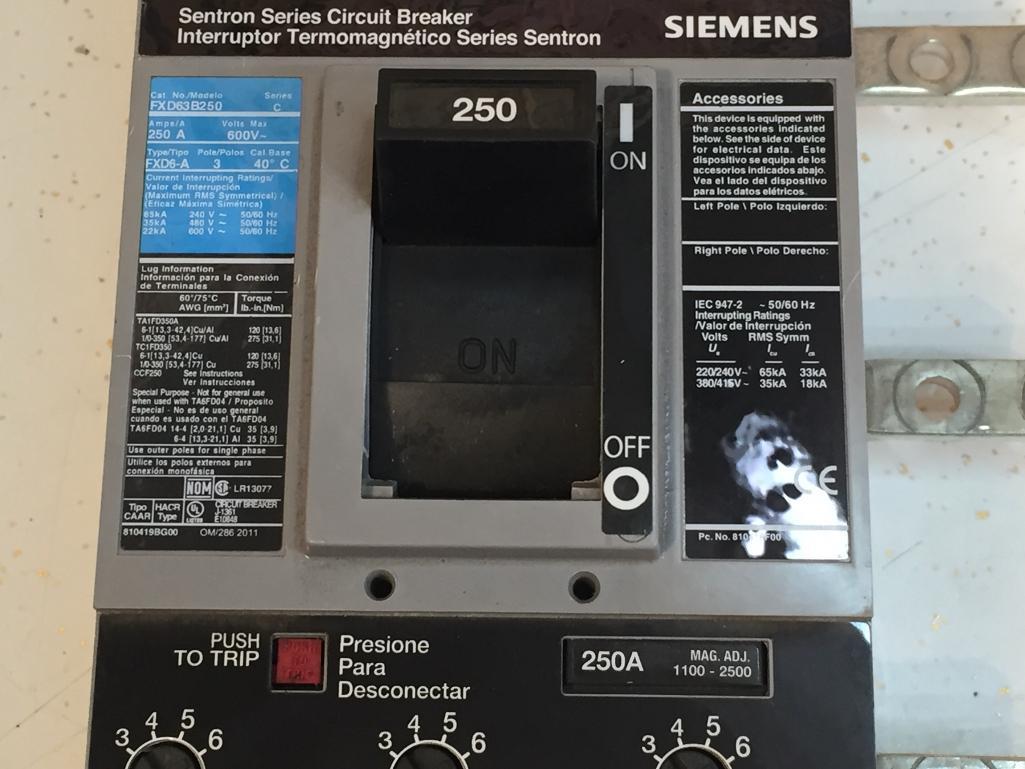 Sentron Series Circuit Breaker
Interruptor Termomagnético Series Sentron
SIEMENS
Cat No./Modelo Series
FXD63B250 C
Amps/A Volts Max
250 A 600V~
Type/Tipo Pole/Polos Cal Base
FXD6-A 3 40° C
Current Interrupting Ratings/
Valor de Interrupción
(Maximum RMS Symmetrical) /
(Eficaz Máxima Simétrica)
65kA 240 V ~ 50/60 Hz
35kA 480 V ~ 50/60 Hz
22kA 600 V ~ 50/60 Hz
Lug Information
Información para la Conexión
de Terminales
60°/75°C Torque
AWG [mm²] Lb.-in.[Nm]
TA1FD350A
6-1[13,3-42,4]Cu/Al 120 [13,6]
1/0-350 [53,4-177] Cu/Al 275 [31,1]
TC1FD350
6-1[13,3-42,4]Cu 120 [13,6]
1/0-350 [53,4-177] Cu 275 [31,1]
CCF250 See Instructions
Ver Instrucciones
Special Purpose - Not for general use
when used with TA6FD04 / Proposito
Especial - No es de uso general
cuando es usado con el TA6FD04
TA6FD04 14-4 [2,0-21,1] Cu 35 [3,9]
6-4 [13,3-21,1] Al 35 [3,9]
Use outer poles for single phase
Utilice los polos externos para
conexión monofásica
NOM LR13077
Tipo CAAR
HACR Type
UL LISTED
CIRCUIT BREAKER
J-1361
E10848
810419BG00 OM/286 2011
250
ON
ON
OFF
Accessories
This device is equipped with
the accessories indicated
below. See the side of device
for electrical data. Este
dispositivo se equipa de los
accesorios indicados abajo.
Vea el lado del dispositivo
para los datos elétricos.
Left Pole \ Polo Izquierdo:
Right Pole \ Polo Derecho:
IEC 947-2 ~ 50/60 Hz
Interrupting Ratings
/Valor de Interrupción
Volts RMS Symm
Ue Icu Ics
220/240V~ 65kA 33kA
380/415V~ 35kA 18kA
CE
Pc. No.
PUSH
TO TRIP
Presione
Para
Desconectar
250A MAG. ADJ.
1100 - 2500
3 4 5 6
3 4 5 6
3 4 5 6